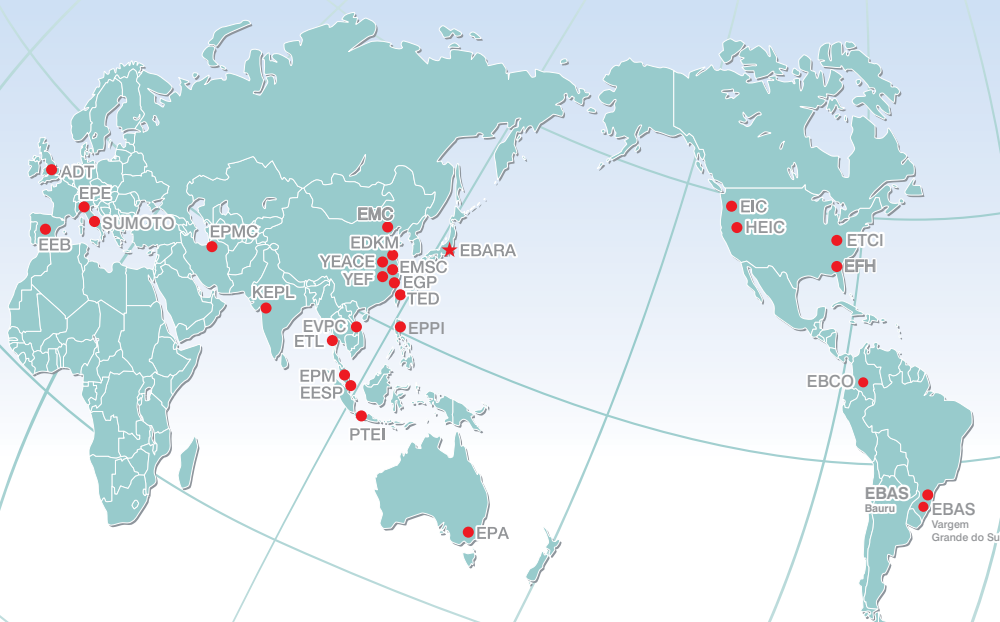 ADT
EPE
SUMOTO
EEB
EPMC
KEPL
EMC
EDKM
YEACE
YEF
EMSC
EGP
TED
EBARA
EVPC
ETL
EPPI
EPM
EESP
PTEI
EPA
EIC
HEIC
ETCI
EFH
EBCO
EBAS
Bauru
EBAS
Vargem
Grande do Su